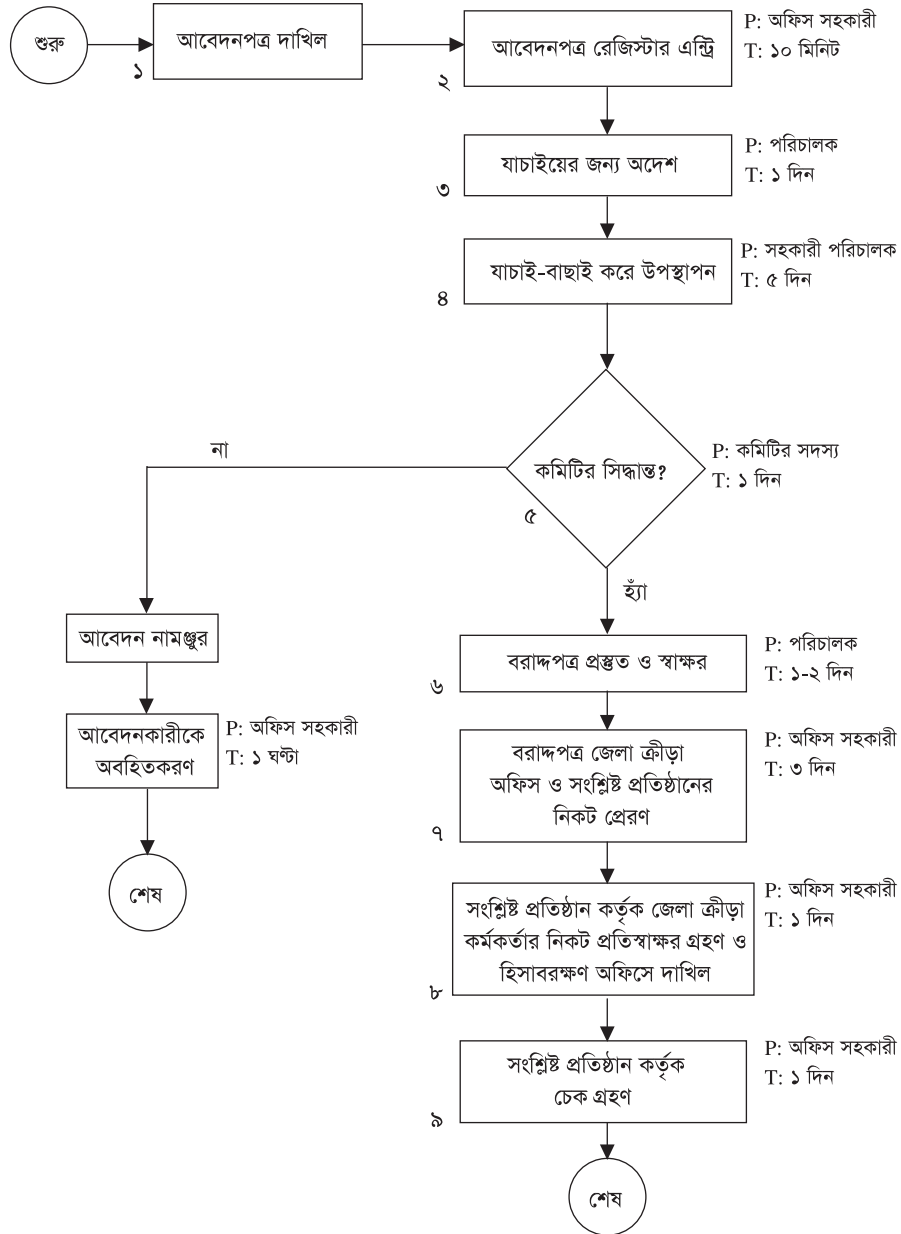 শুরু
আবেদনপত্র দাখিল
১
আবেদনপত্র রেজিস্টার এন্ট্রি
২
P: অফিস সহকারী
T: ১০ মিনিট
যাচাইয়ের জন্য অদেশ
৩
P: পরিচালক
T: ১ দিন
যাচাই-বাছাই করে উপস্থাপন
৪
P: সহকারী পরিচালক
T: ৫ দিন
কমিটির সিদ্ধান্ত?
৫
P: কমিটির সদস্য
T: ১ দিন
না
আবেদন নামঞ্জুর
আবেদনকারীকে
অবহিতকরণ
P: অফিস সহকারী
T: ১ ঘণ্টা
শেষ
হ্যাঁ
বরাদ্দপত্র প্রস্তুত ও স্বাক্ষর
৬
P: পরিচালক
T: ১-২ দিন
বরাদ্দপত্র জেলা ক্রীড়া
অফিস ও সংশ্লিষ্ট প্রতিষ্ঠানের
নিকট প্রেরণ
৭
P: অফিস সহকারী
T: ৩ দিন
সংশ্লিষ্ট প্রতিষ্ঠান কর্তৃক জেলা ক্রীড়া
কর্মকর্তার নিকট প্রতিস্বাক্ষর গ্রহণ ও
হিসাবরক্ষণ অফিসে দাখিল
৮
P: অফিস সহকারী
T: ১ দিন
সংশ্লিষ্ট প্রতিষ্ঠান কর্তৃক
চেক গ্রহণ
৯
P: অফিস সহকারী
T: ১ দিন
শেষ